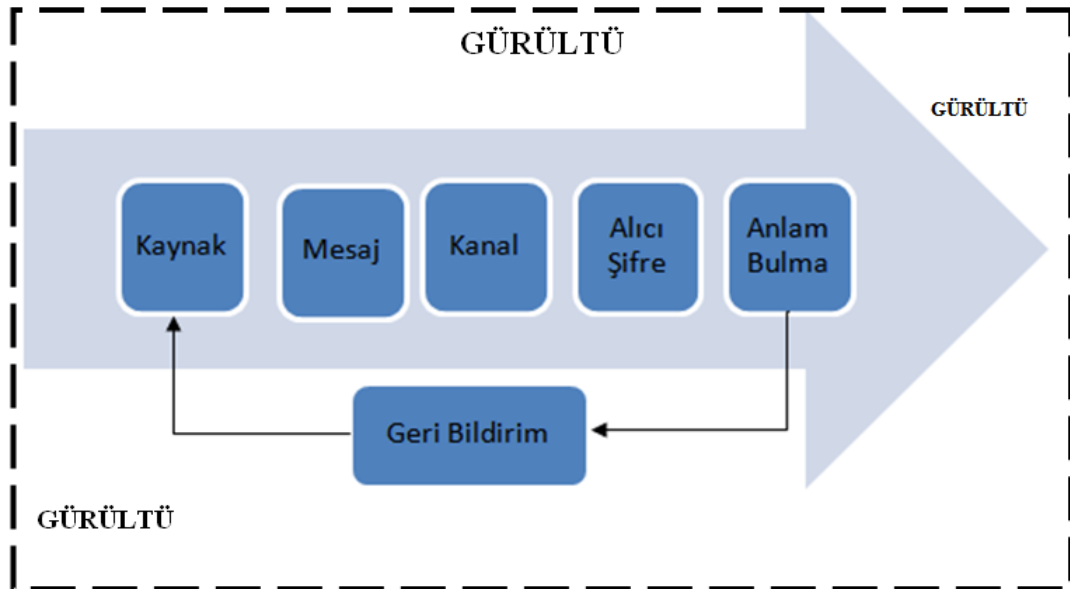 GÜRÜLTÜ
GÜRÜLTÜ
Kaynak
Mesaj
Kanal
Alıcı
Şifre
Anlam
Bulma
Geri Bildirim
GÜRÜLTÜ